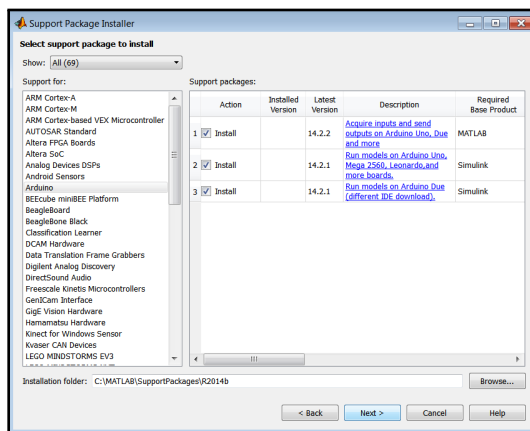 Support Package Installer
Select support package to install
Show: All (69)
Support for:
ARM Cortex-A
ARM Cortex-M
ARM Cortex-based VEX Microcontroller
AUTOSAR Standard
Altera FPGA Boards
Altera SoC
Analog Devices DSPs
Android Sensors
Arduino
BEEcube miniBEE Platform
BeagleBoard
BeagleBone Black
Classification Learner
DCAM Hardware
Data Translation Frame Grabbers
Digilent Analog Discovery
DirectSound Audio
Freescale Kinetis Microcontrollers
GenICam Interface
GigE Vision Hardware
Hamamatsu Hardware
Kinect for Windows Sensor
Kvaser CAN Devices
LEGO MINDSTORMS EV3
Support packages:
Action Installed Version Latest Version Description Required Base Product
1 Install 14.2.2 Acquire inputs and send MATLAB
outputs on Arduino Uno, Due
and more
2 Install 14.2.1 Run models on Arduino Uno, Simulink
Mega 2560, Leonardo,and
more boards.
3 Install 14.2.1 Run models on Arduino Due Simulink
(different IDE download).
Installation folder: C:\MATLAB\SupportPackages\R2014b Browse...
< Back Next > Cancel Help